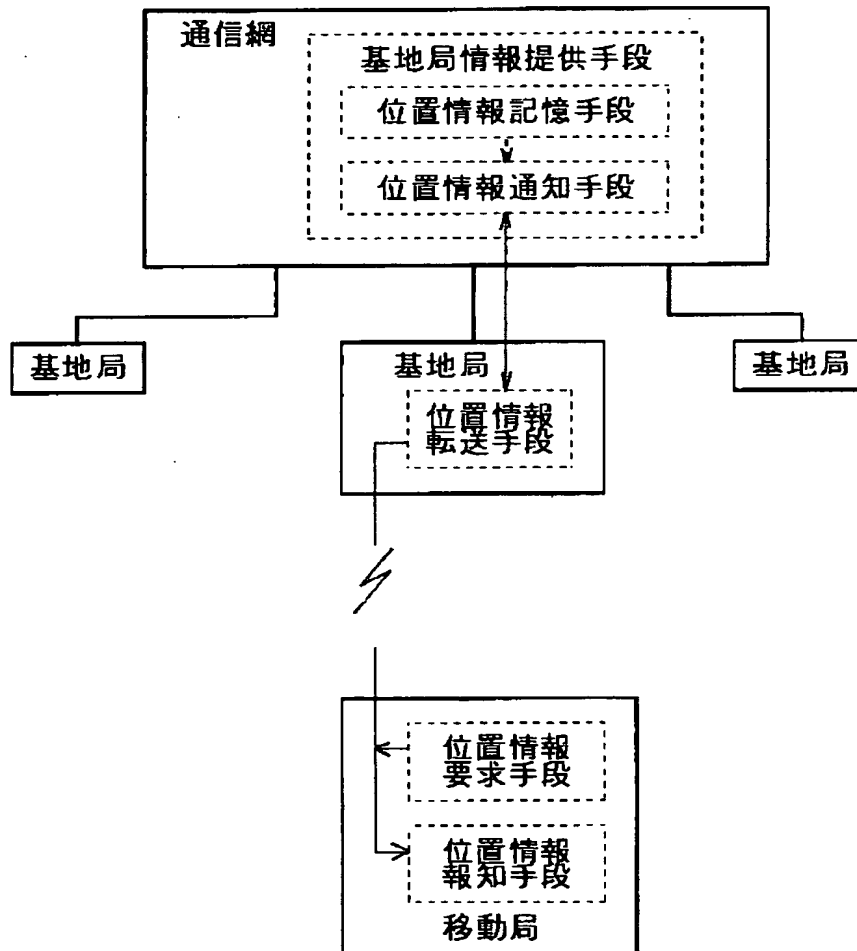 通信網
基地局情報提供手段
位置情報記憶手段
位置情報通知手段
基地局
基地局
基地局
位置情報
転送手段
位置情報
要求手段
位置情報
報知手段
移動局